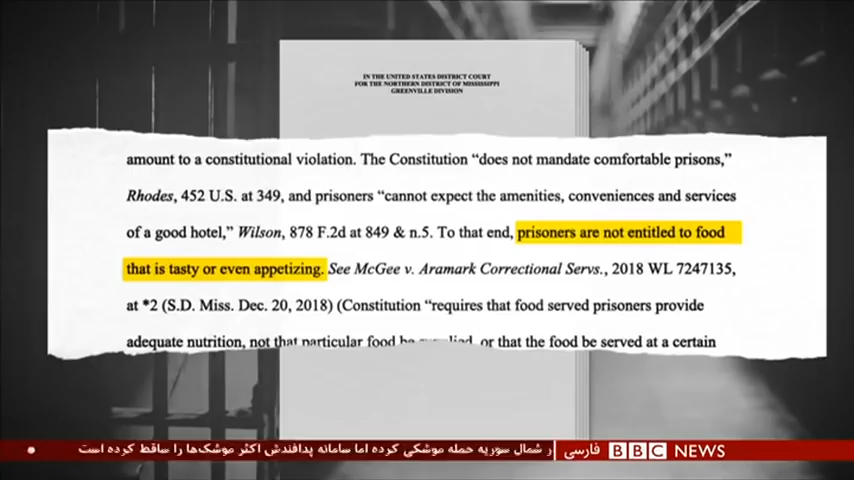 IN THE UNITED STATES DISTRICT COURT
FOR THE NORTHERN DISTRICT OF MISSISSIPPI
GREENVILLE DIVISION
amount to a constitutional violation. The Constitution “does not mandate comfortable prisons,”
Rhodes, 452 U.S. at 349, and prisoners “cannot expect the amenities, conveniences and services
of a good hotel,” Wilson, 878 F.2d at 849 & n.5. To that end, prisoners are not entitled to food
that is tasty or even appetizing. See McGee v. Aramark Correctional Servs., 2018 WL 7247135,
at *2 (S.D. Miss. Dec. 20, 2018) (Constitution “requires that food served prisoners provide
adequate nutrition, not that particular food be supplied, or that the food be served at a certain
ر شمال سوریه حمله موشکی کرده اما سامانه پدافندش اکثر موشک‌ها را ساقط کرده است
فارسی BBC NEWS